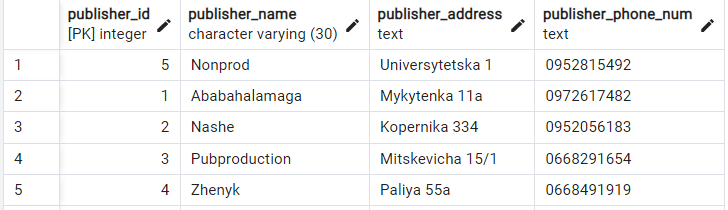 publisher_id publisher_name publisher_address publisher_phone_num
[PK] integer character varying (30) text text
1 5 Nonprod Universytetska 1 0952815492
2 1 Ababahalamaga Mykytenka 11a 0972617482
3 2 Nashe Kopernika 334 0952056183
4 3 Pubproduction Mitskevicha 15/1 0668291654
5 4 Zhenyk Paliya 55a 0668491919